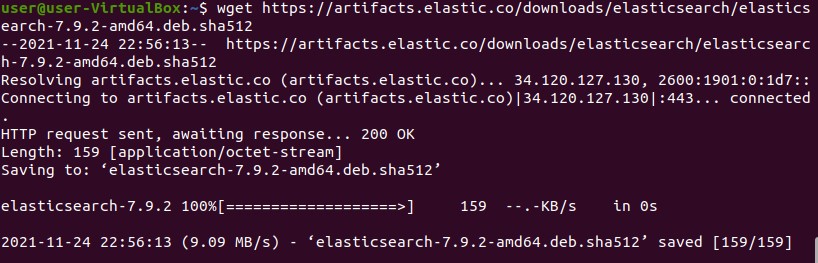 user@user-VirtualBox:~$ wget https://artifacts.elastic.co/downloads/elasticsearch/elastics
earch-7.9.2-amd64.deb.sha512
--2021-11-24 22:56:13--  https://artifacts.elastic.co/downloads/elasticsearch/elasticsearc
h-7.9.2-amd64.deb.sha512
Resolving artifacts.elastic.co (artifacts.elastic.co)... 34.120.127.130, 2600:1901:0:1d7::
Connecting to artifacts.elastic.co (artifacts.elastic.co)|34.120.127.130|:443... connected
.
HTTP request sent, awaiting response... 200 OK
Length: 159 [application/octet-stream]
Saving to: ‘elasticsearch-7.9.2-amd64.deb.sha512’
elasticsearch-7.9.2 100%[===================>]     159  --.-KB/s    in 0s
2021-11-24 22:56:13 (9.09 MB/s) - ‘elasticsearch-7.9.2-amd64.deb.sha512’ saved [159/159]